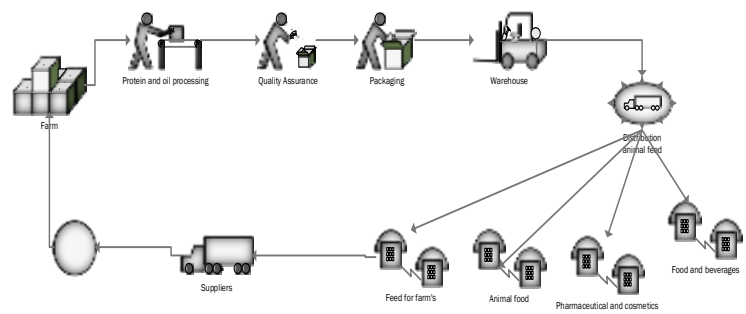 Protein and oil processing
Quality Assurance
Packaging
Warehouse
Farm
Distribution
animal feed
Food and beverages
Suppliers
Feed for farm's
Animal food
Pharmaceutical and cosmetics